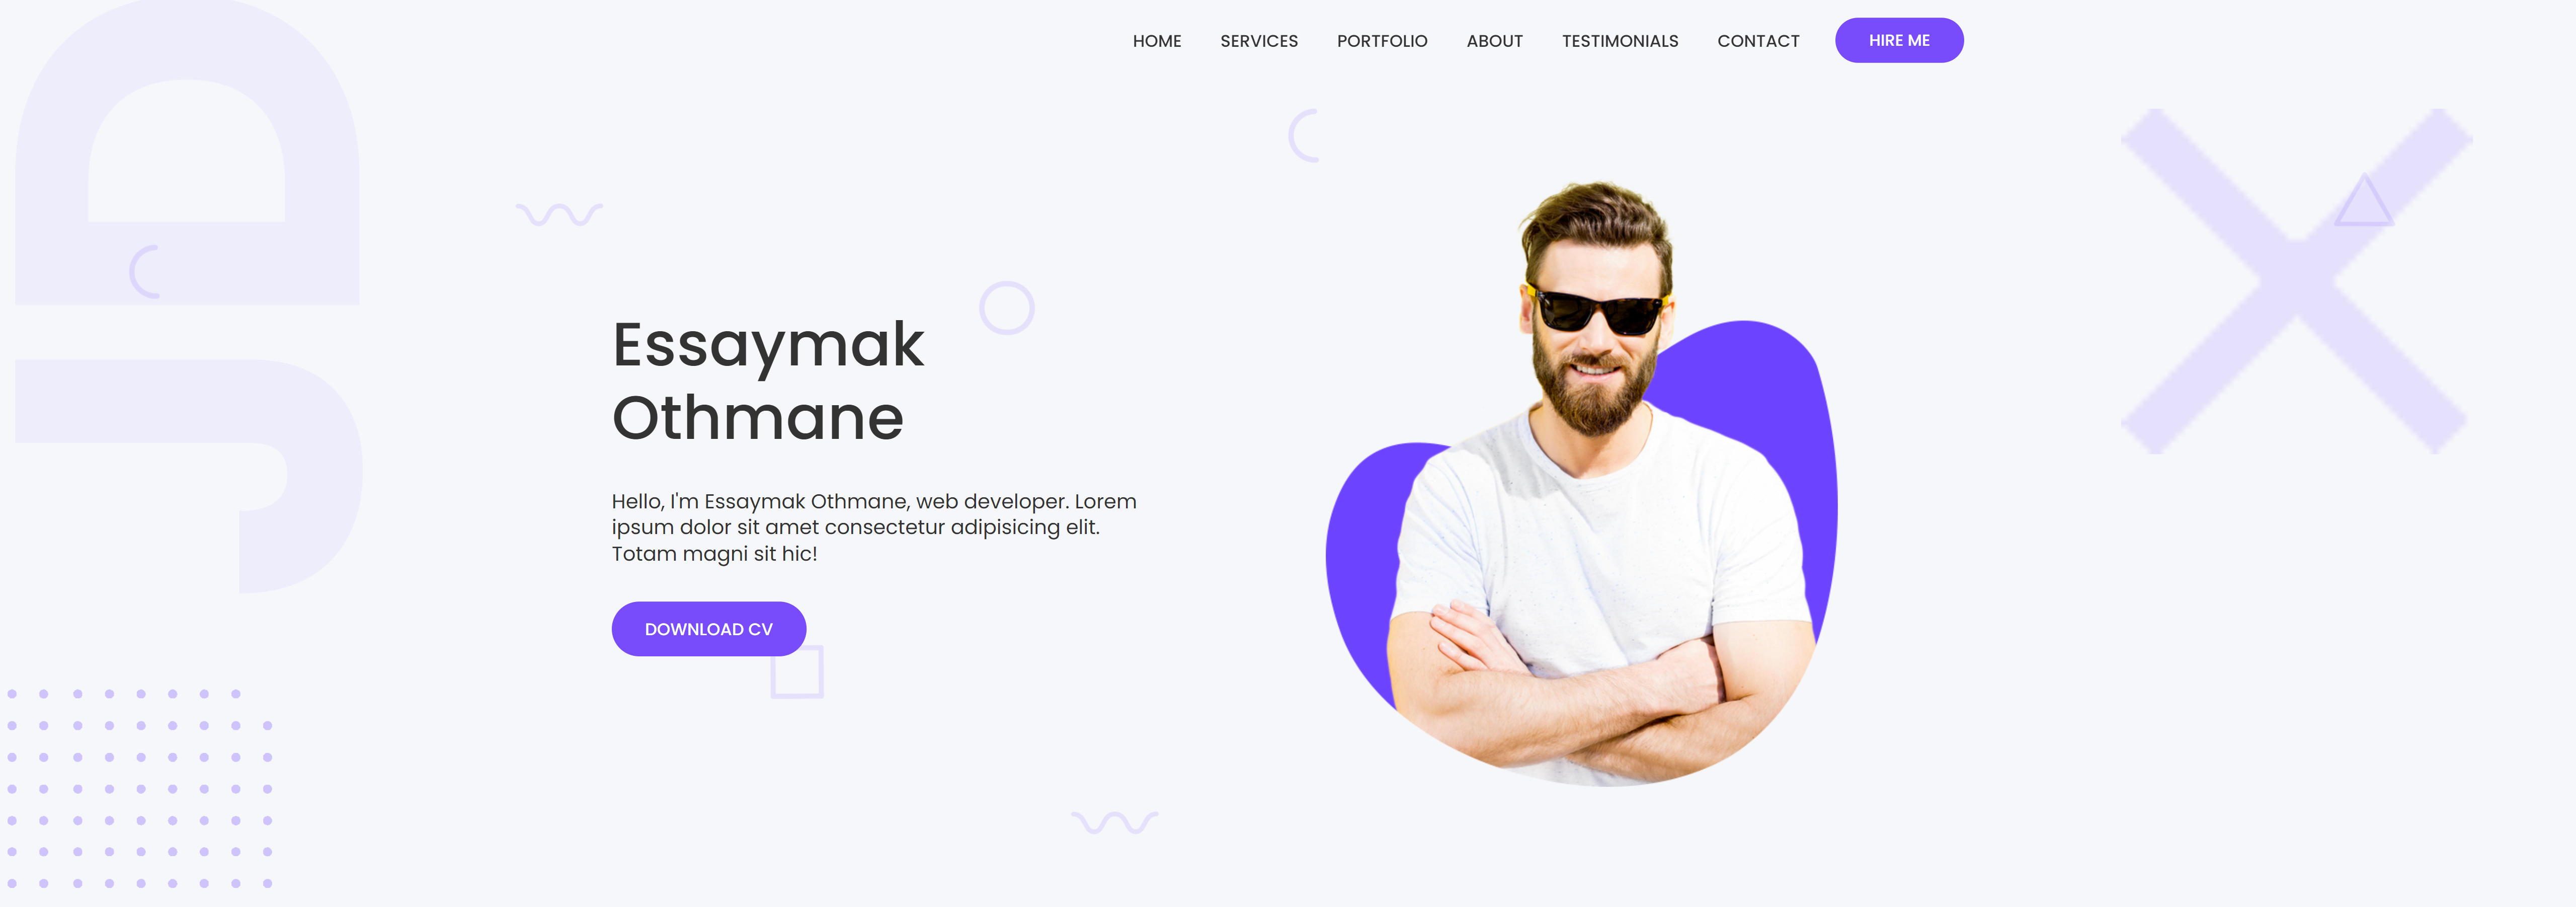 HOME SERVICES PORTFOLIO ABOUT TESTIMONIALS CONTACT HIRE ME
JD
Essaymak
Othmane
Hello, I'm Essaymak Othmane, web developer. Lorem
ipsum dolor sit amet consectetur adipisicing elit.
Totam magni sit hic!
DOWNLOAD CV